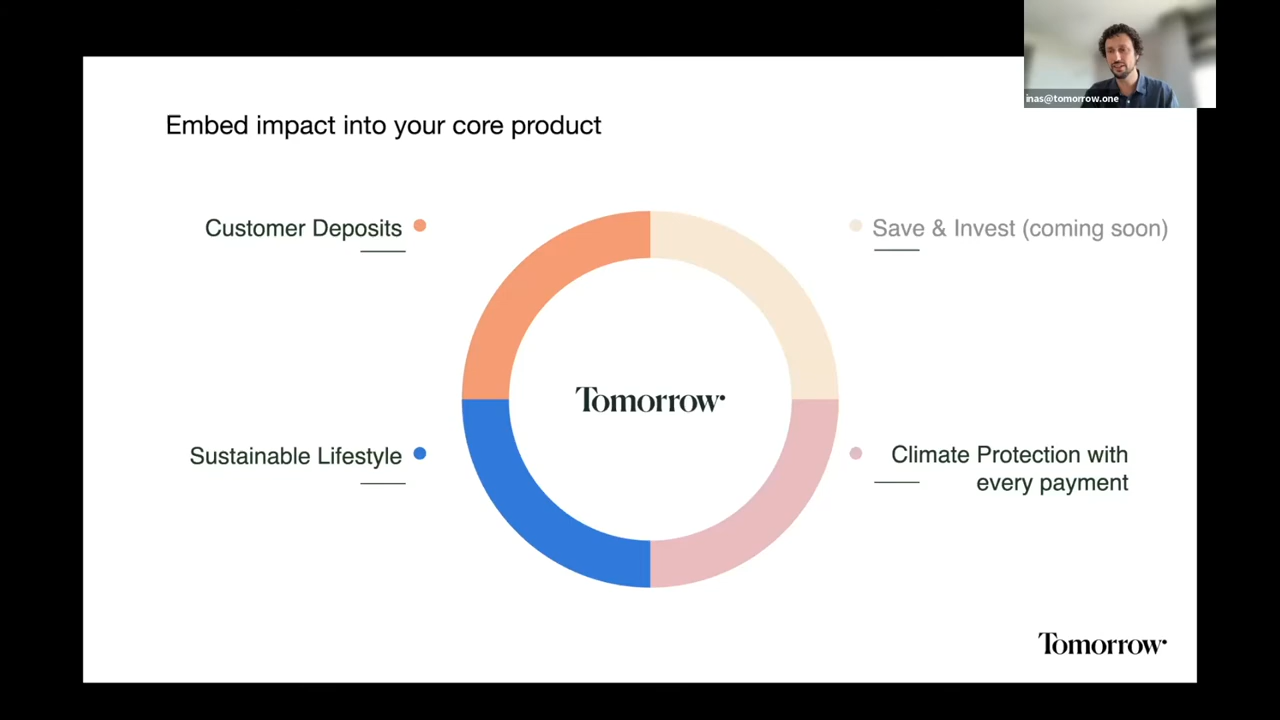 inas@tomorrow.one
Embed impact into your core product
Customer Deposits
Save & Invest (coming soon)
Tomorrow
Sustainable Lifestyle
Climate Protection with
every payment
Tomorrow